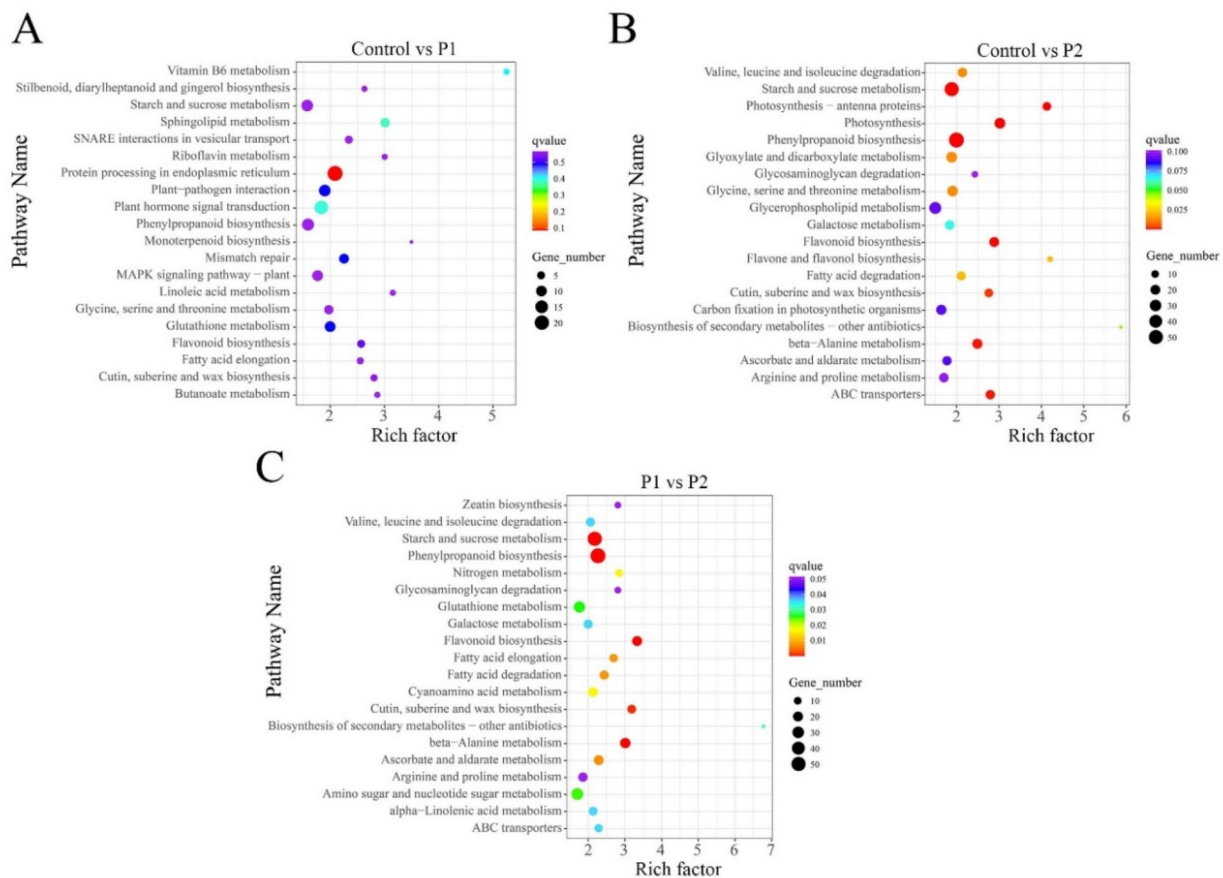 A
Control vs P1
Pathway Name
Vitamin B6 metabolism
Stilbenoid, diarylheptanoid and gingerol biosynthesis
Starch and sucrose metabolism
Sphingolipid metabolism
SNARE interactions in vesicular transport
Riboflavin metabolism
Protein processing in endoplasmic reticulum
Plant−pathogen interaction
Plant hormone signal transduction
Phenylpropanoid biosynthesis
Monoterpenoid biosynthesis
Mismatch repair
MAPK signaling pathway − plant
Linoleic acid metabolism
Glycine, serine and threonine metabolism
Glutathione metabolism
Flavonoid biosynthesis
Fatty acid elongation
Cutin, suberine and wax biosynthesis
Butanoate metabolism
2 3 4 5
Rich factor
qvalue
0.5
0.4
0.3
0.2
0.1
Gene_number
5
10
15
20
B
Control vs P2
Pathway Name
Valine, leucine and isoleucine degradation
Starch and sucrose metabolism
Photosynthesis − antenna proteins
Photosynthesis
Phenylpropanoid biosynthesis
Glyoxylate and dicarboxylate metabolism
Glycosaminoglycan degradation
Glycine, serine and threonine metabolism
Glycerophospholipid metabolism
Galactose metabolism
Flavonoid biosynthesis
Flavone and flavonol biosynthesis
Fatty acid degradation
Cutin, suberine and wax biosynthesis
Carbon fixation in photosynthetic organisms
Biosynthesis of secondary metabolites − other antibiotics
beta−Alanine metabolism
Ascorbate and aldarate metabolism
Arginine and proline metabolism
ABC transporters
2 3 4 5 6
Rich factor
qvalue
0.100
0.075
0.050
0.025
Gene_number
10
20
30
40
50
C
P1 vs P2
Pathway Name
Zeatin biosynthesis
Valine, leucine and isoleucine degradation
Starch and sucrose metabolism
Phenylpropanoid biosynthesis
Nitrogen metabolism
Glycosaminoglycan degradation
Glutathione metabolism
Galactose metabolism
Flavonoid biosynthesis
Fatty acid elongation
Fatty acid degradation
Cyanoamino acid metabolism
Cutin, suberine and wax biosynthesis
Biosynthesis of secondary metabolites − other antibiotics
beta−Alanine metabolism
Ascorbate and aldarate metabolism
Arginine and proline metabolism
Amino sugar and nucleotide sugar metabolism
alpha−Linolenic acid metabolism
ABC transporters
2 3 4 5 6 7
Rich factor
qvalue
0.05
0.04
0.03
0.02
0.01
Gene_number
10
20
30
40
50